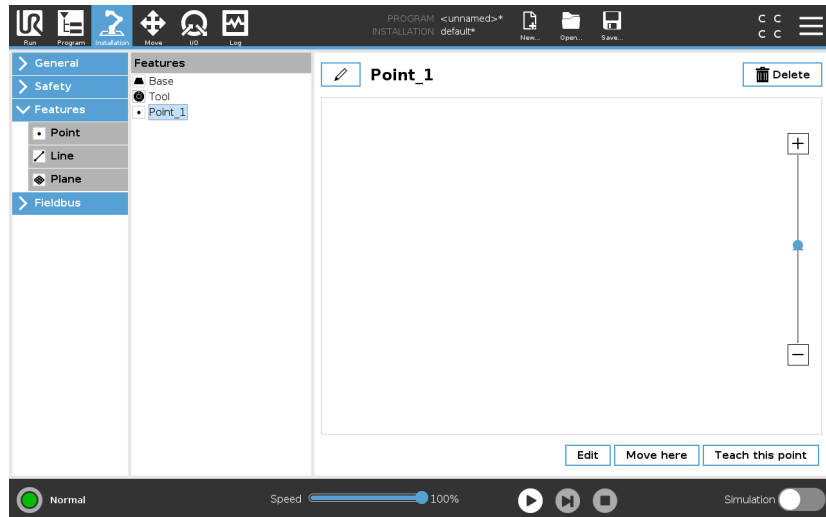 PROGRAM <unnamed>*
INSTALLATION default*
UR
Run Program Installation Move I/O Log
New... Open... Save...
C C
C C
General
Safety
Features
Point
Line
Plane
Fieldbus
Features
Base
Tool
Point_1
Point_1
Delete
Edit Move here Teach this point
Normal
Speed 100%
Simulation